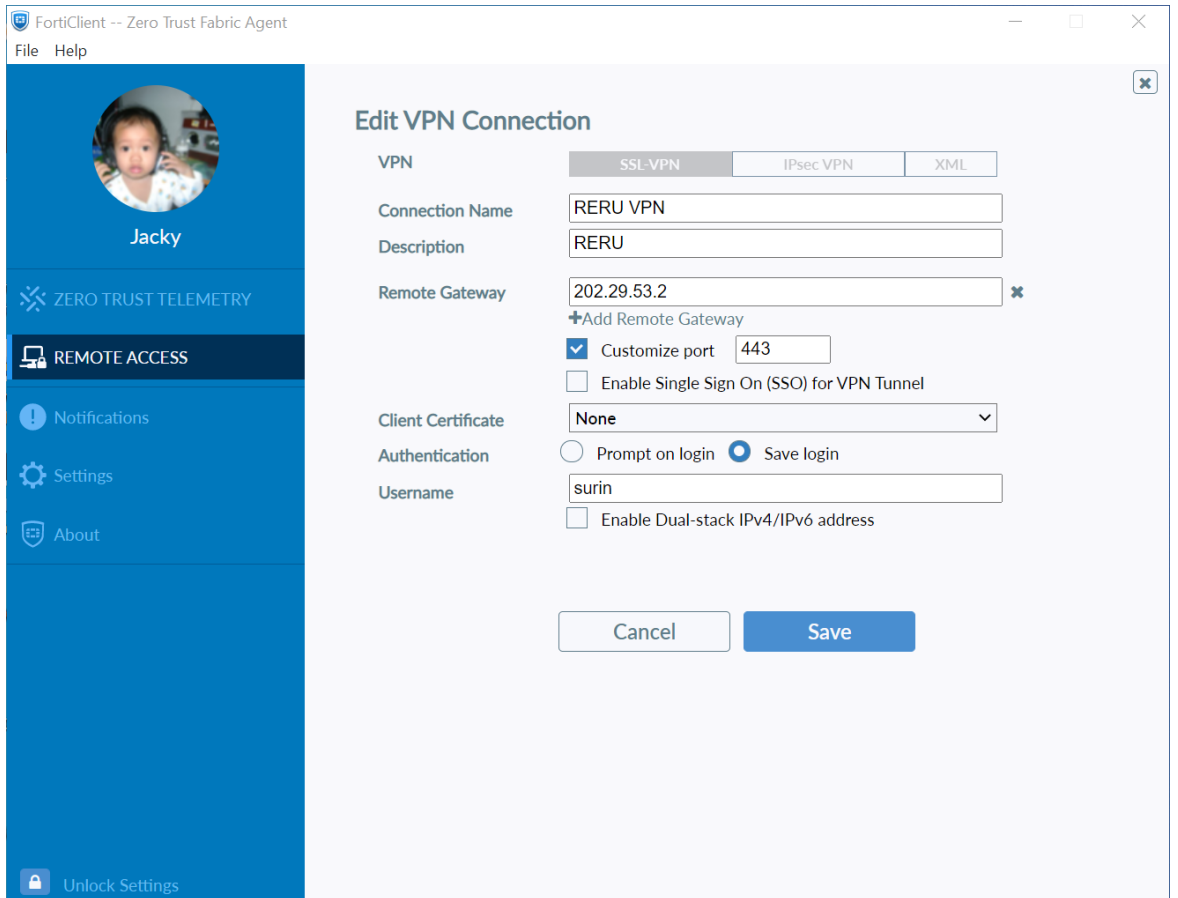 FortiClient -- Zero Trust Fabric Agent
File Help
Jacky
ZERO TRUST TELEMETRY
REMOTE ACCESS
Notifications
Settings
About
Unlock Settings
Edit VPN Connection
VPN SSL-VPN IPsec VPN XML
Connection Name RERU VPN
Description RERU
Remote Gateway 202.29.53.2
+Add Remote Gateway
Customize port 443
Enable Single Sign On (SSO) for VPN Tunnel
Client Certificate None
Authentication Prompt on login Save login
Username surin
Enable Dual-stack IPv4/IPv6 address
Cancel Save